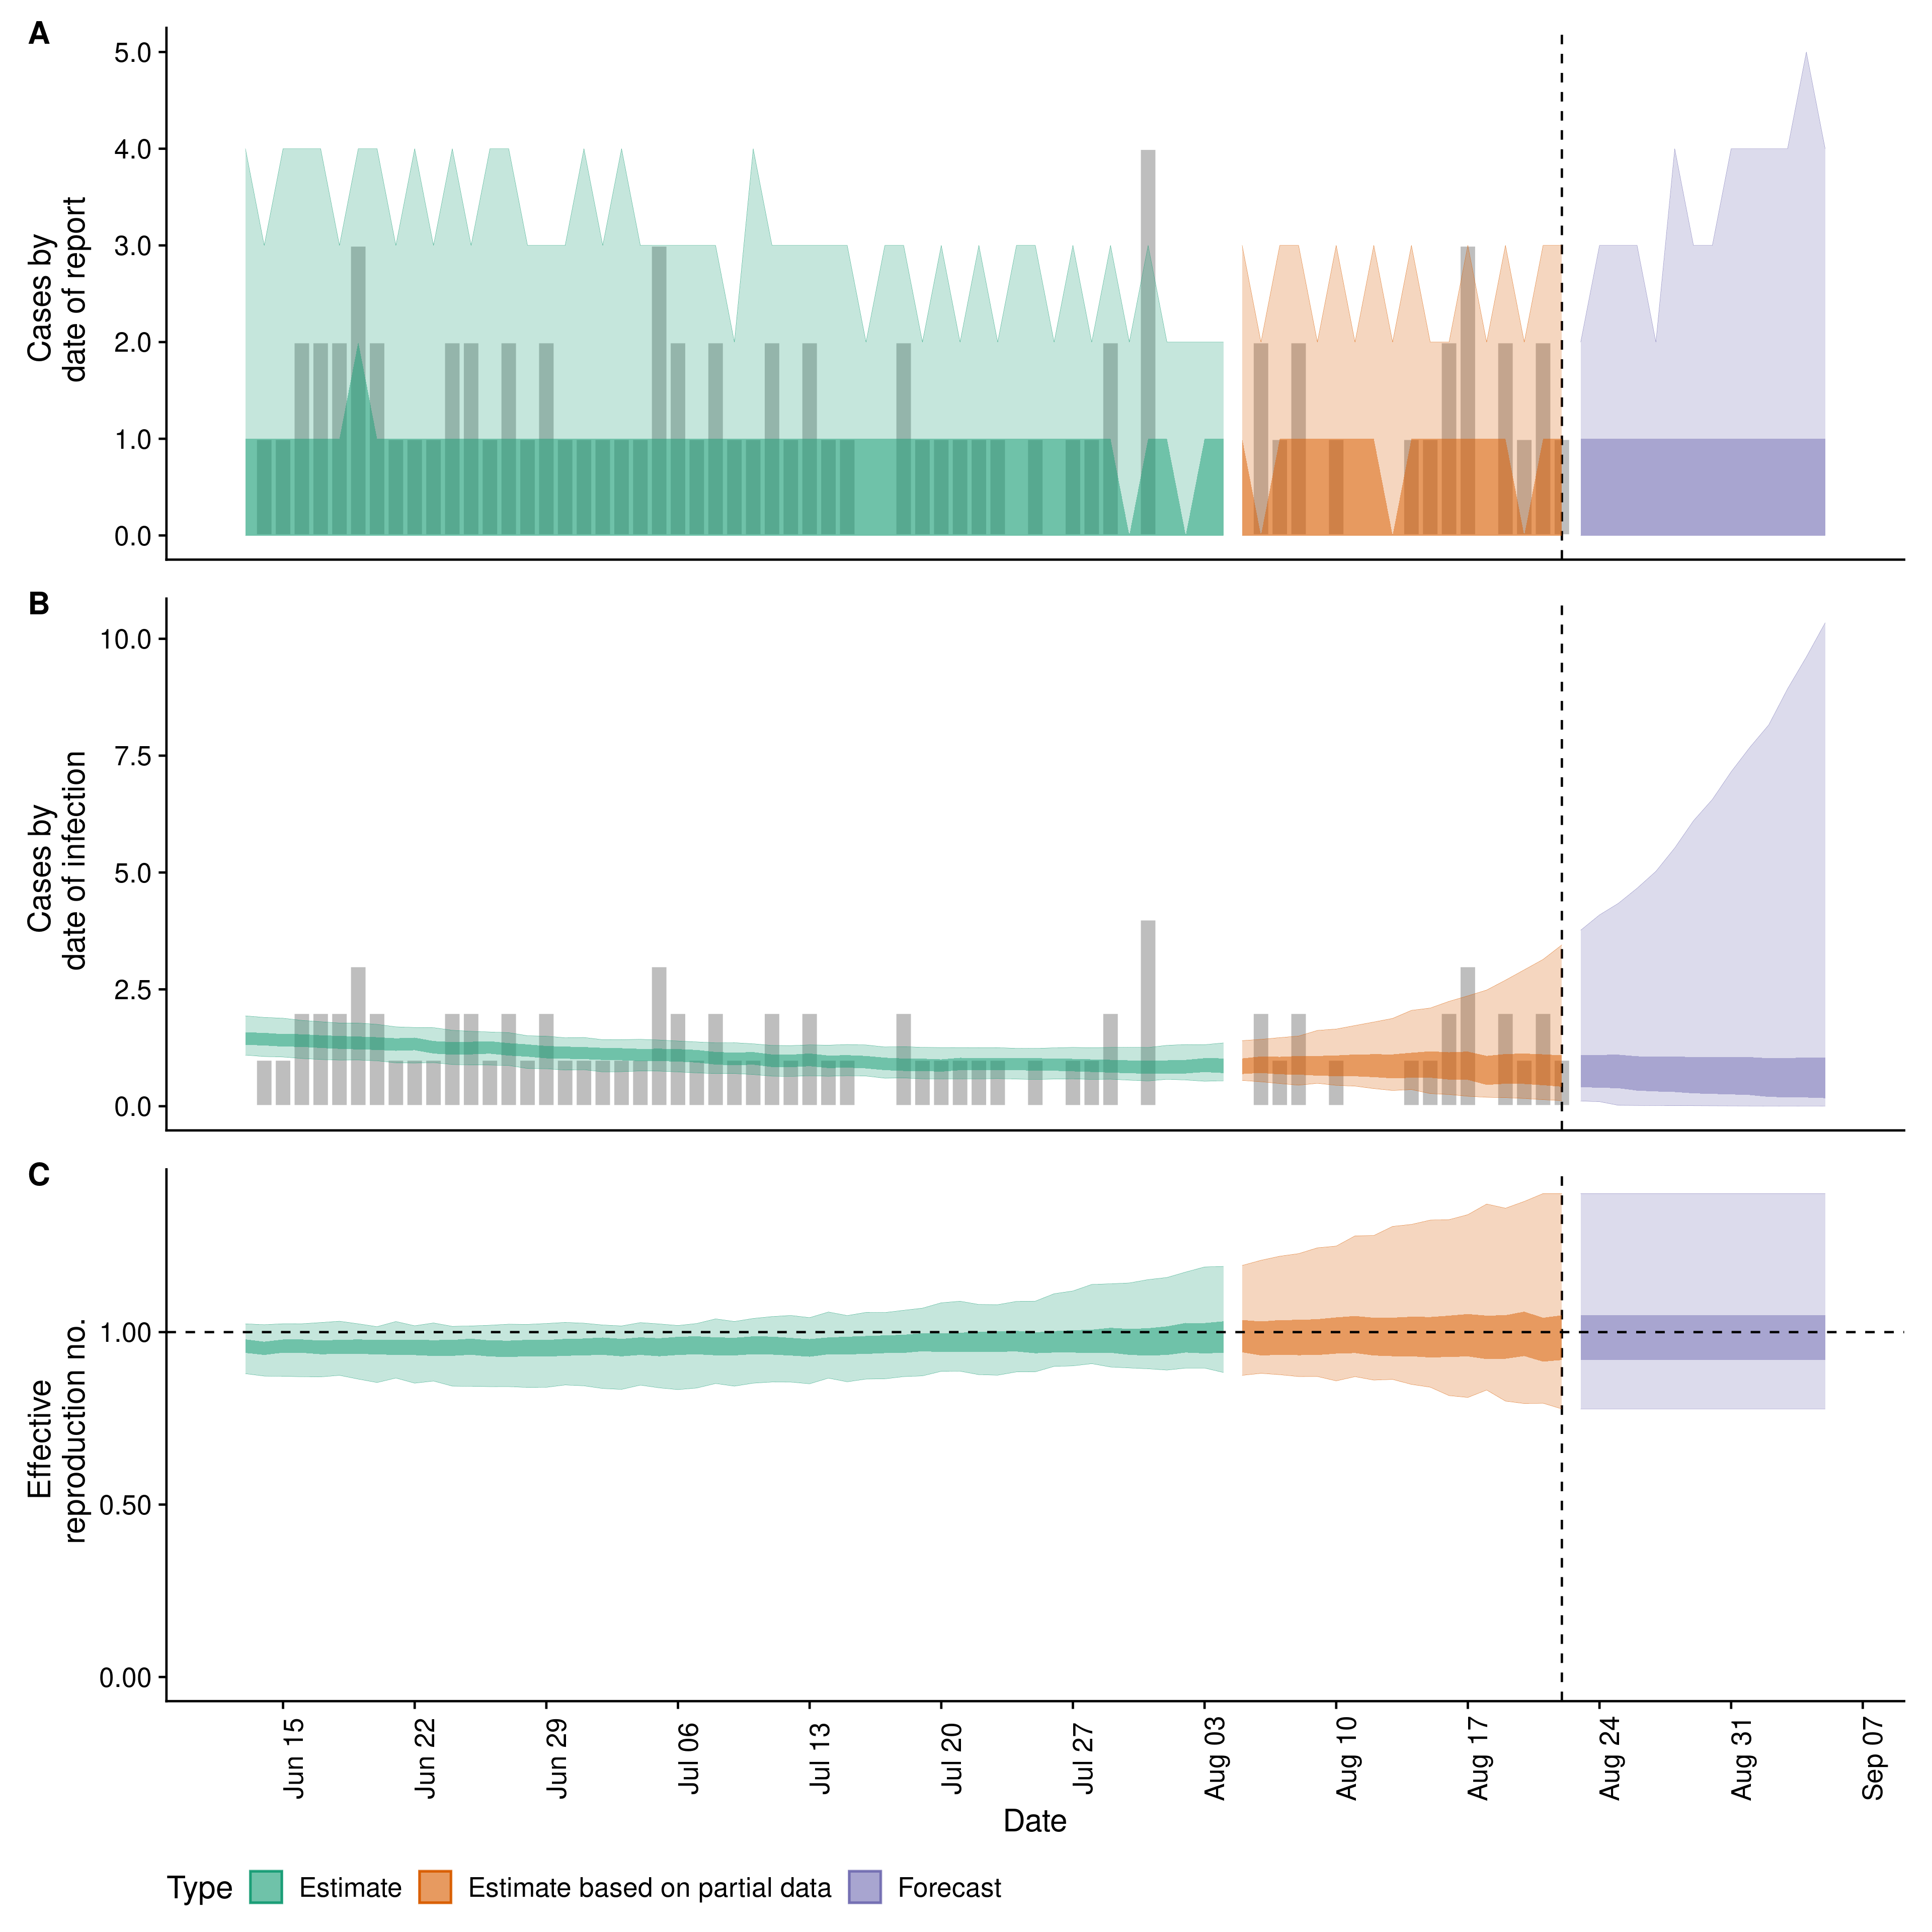 A
Cases by
date of report
5.0
4.0
3.0
2.0
1.0
0.0
B
Cases by
date of infection
10.0
7.5
5.0
2.5
0.0
C
Effective
reproduction no.
1.00
0.50
0.00
Jun 15
Jun 22
Jun 29
Jul 06
Jul 13
Jul 20
Jul 27
Aug 03
Aug 10
Aug 17
Aug 24
Aug 31
Sep 07
Date
Type Estimate Estimate based on partial data Forecast